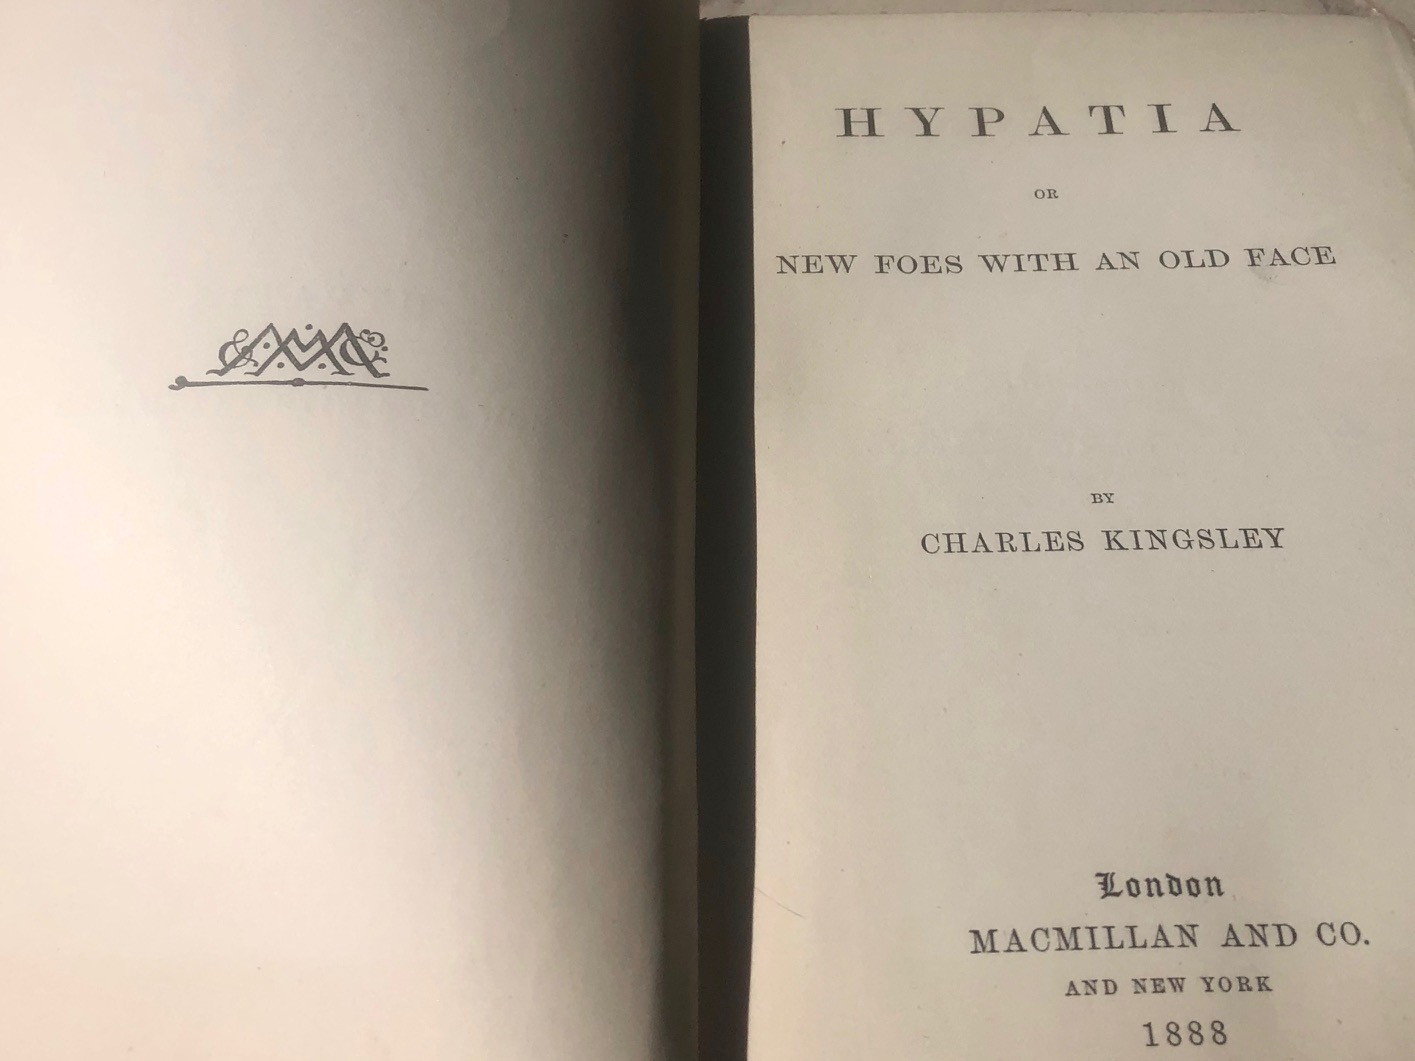 HYPATIA
OR
NEW FOES WITH AN OLD FACE
BY
CHARLES KINGSLEY
London
MACMILLAN AND CO.
AND NEW YORK
1888